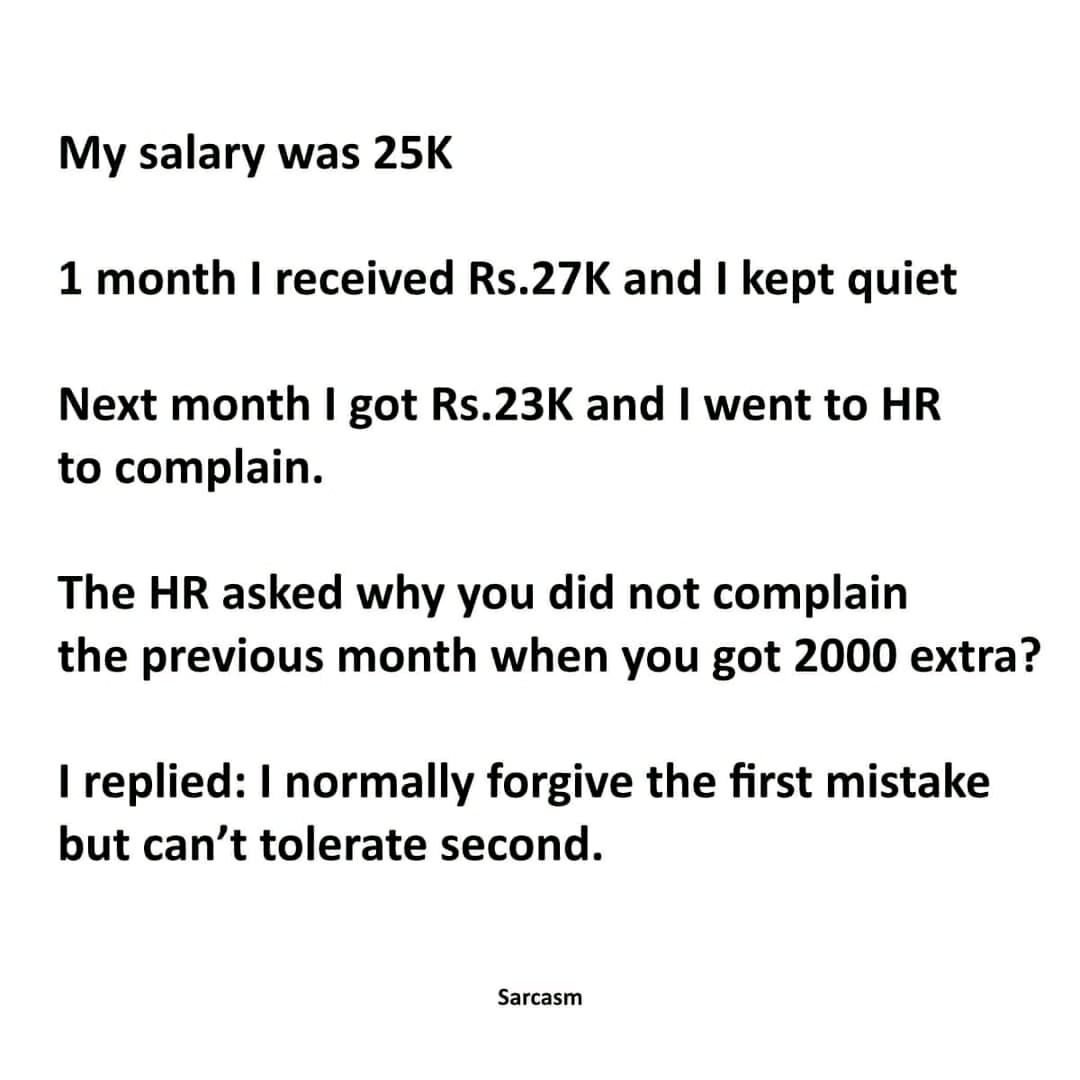 My salary was 25K
1 month I received Rs.27K and I kept quiet
Next month I got Rs.23K and I went to HR
to complain.
The HR asked why you did not complain
the previous month when you got 2000 extra?
I replied: I normally forgive the first mistake
but can’t tolerate second.
Sarcasm